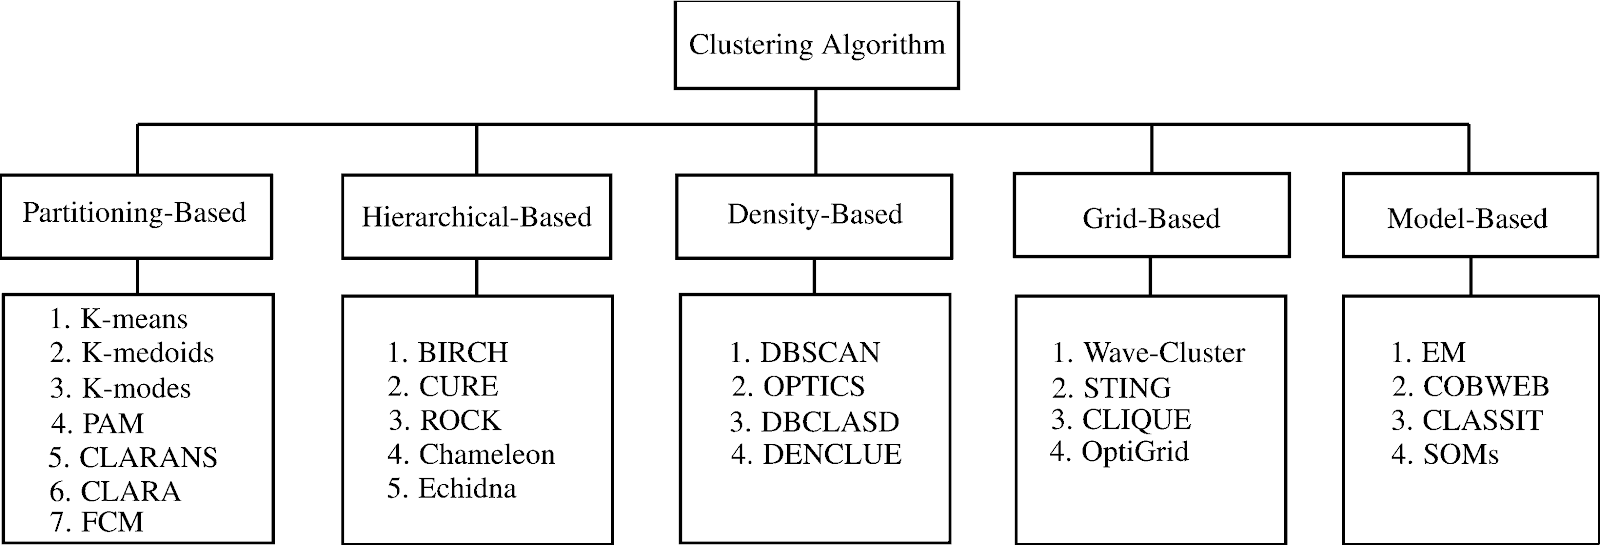 Clustering Algorithm
Partitioning-Based
Hierarchical-Based
Density-Based
Grid-Based
Model-Based
1. K-means
2. K-medoids
3. K-modes
4. PAM
5. CLARANS
6. CLARA
7. FCM
1. BIRCH
2. CURE
3. ROCK
4. Chameleon
5. Echidna
1. DBSCAN
2. OPTICS
3. DBCLASD
4. DENCLUE
1. Wave-Cluster
2. STING
3. CLIQUE
4. OptiGrid
1. EM
2. COBWEB
3. CLASSIT
4. SOMs